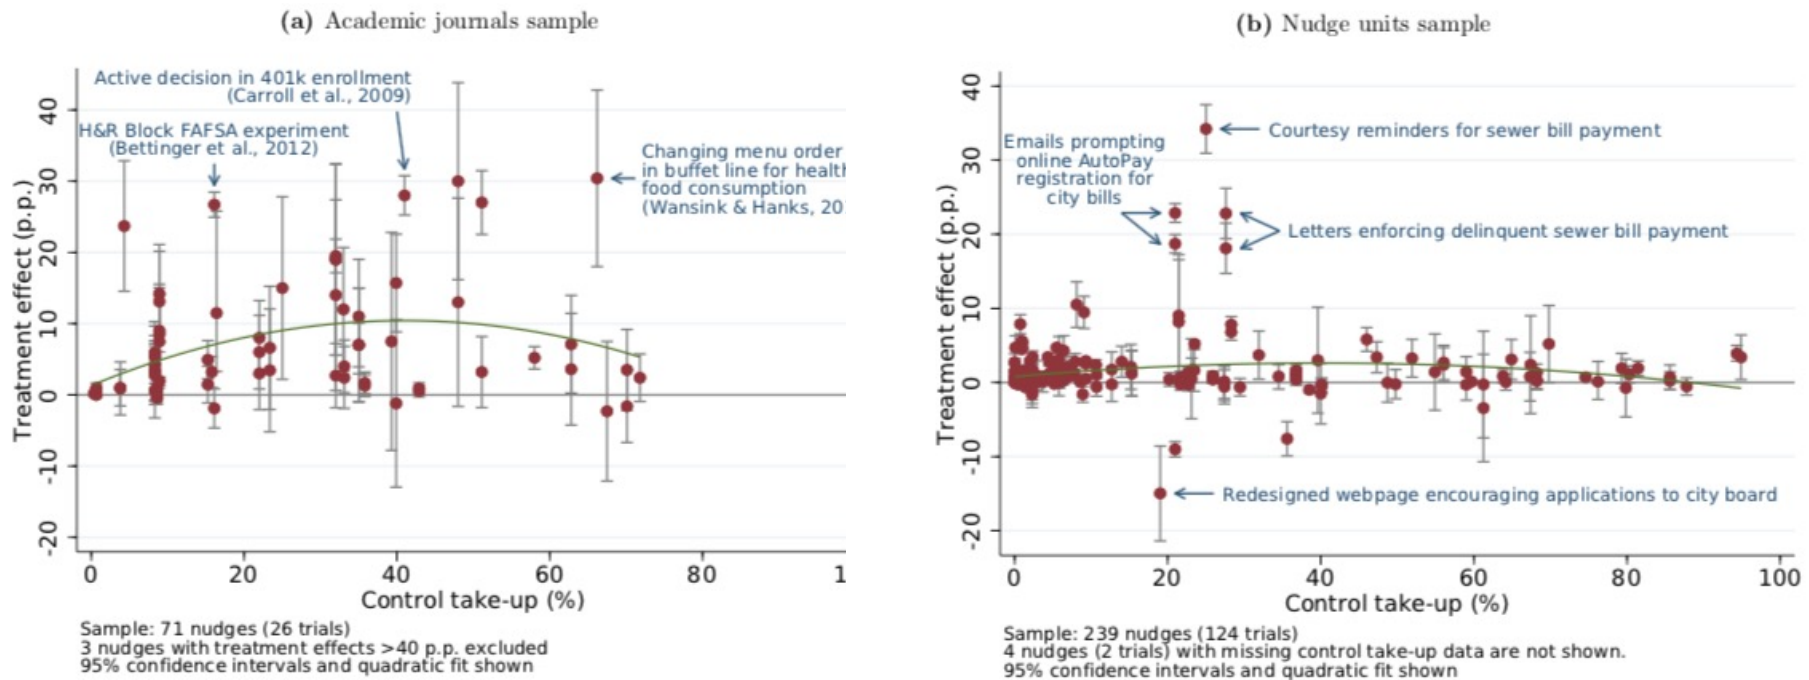 (a) Academic journals sample
Treatment effect (p.p.)
40
30
20
10
0
-10
-20
Active decision in 401k enrollment
(Carroll et al., 2009)
H&R Block FAFSA experiment
(Bettinger et al., 2012)
Changing menu order
in buffet line for health
food consumption
(Wansink & Hanks, 20
0 20 40 60 80 1
Control take-up (%)
Sample: 71 nudges (26 trials)
3 nudges with treatment effects >40 p.p. excluded
95% confidence intervals and quadratic fit shown
(b) Nudge units sample
Treatment effect (p.p.)
40
30
20
10
0
-10
-20
Courtesy reminders for sewer bill payment
Emails prompting
online AutoPay
registration for
city bills
Letters enforcing delinquent sewer bill payment
Redesigned webpage encouraging applications to city board
0 20 40 60 80 100
Control take-up (%)
Sample: 239 nudges (124 trials)
4 nudges (2 trials) with missing control take-up data are not shown.
95% confidence intervals and quadratic fit shown